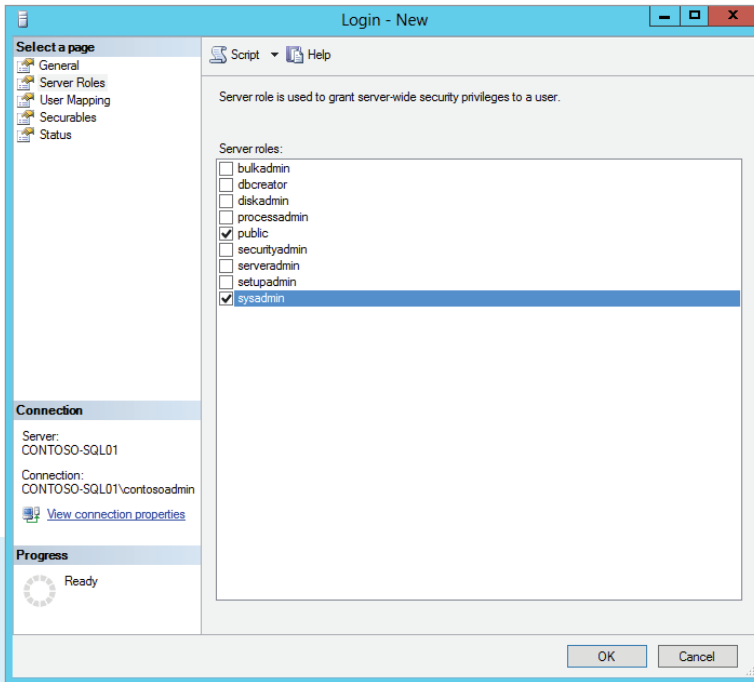 Login - New
Select a page
General
Server Roles
User Mapping
Securables
Status
Script
Help
Server role is used to grant server-wide security privileges to a user.
Server roles:
bulkadmin
dbcreator
diskadmin
processadmin
public
securityadmin
serveradmin
setupadmin
sysadmin
Connection
Server:
CONTOSO-SQL01
Connection:
CONTOSO-SQL01\contosoadmin
View connection properties
Progress
Ready
OK
Cancel